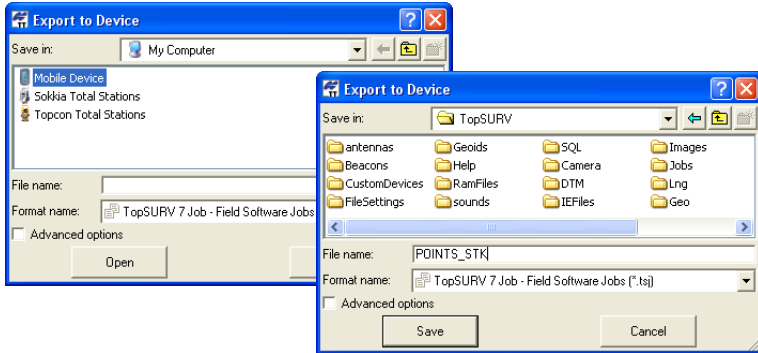 Export to Device
Save in:
My Computer
Mobile Device
Sokkia Total Stations
Topcon Total Stations
File name:
Format name:
TopSURV 7 Job - Field Software Jobs
Advanced options
Open
Export to Device
Save in:
TopSURV
antennas
Geoids
SQL
Images
Beacons
Help
Camera
Jobs
CustomDevices
RamFiles
DTM
Lng
FileSettings
sounds
IEFiles
Geo
File name:
POINTS_STK
Format name:
TopSURV 7 Job - Field Software Jobs (*.tsj)
Advanced options
Save
Cancel